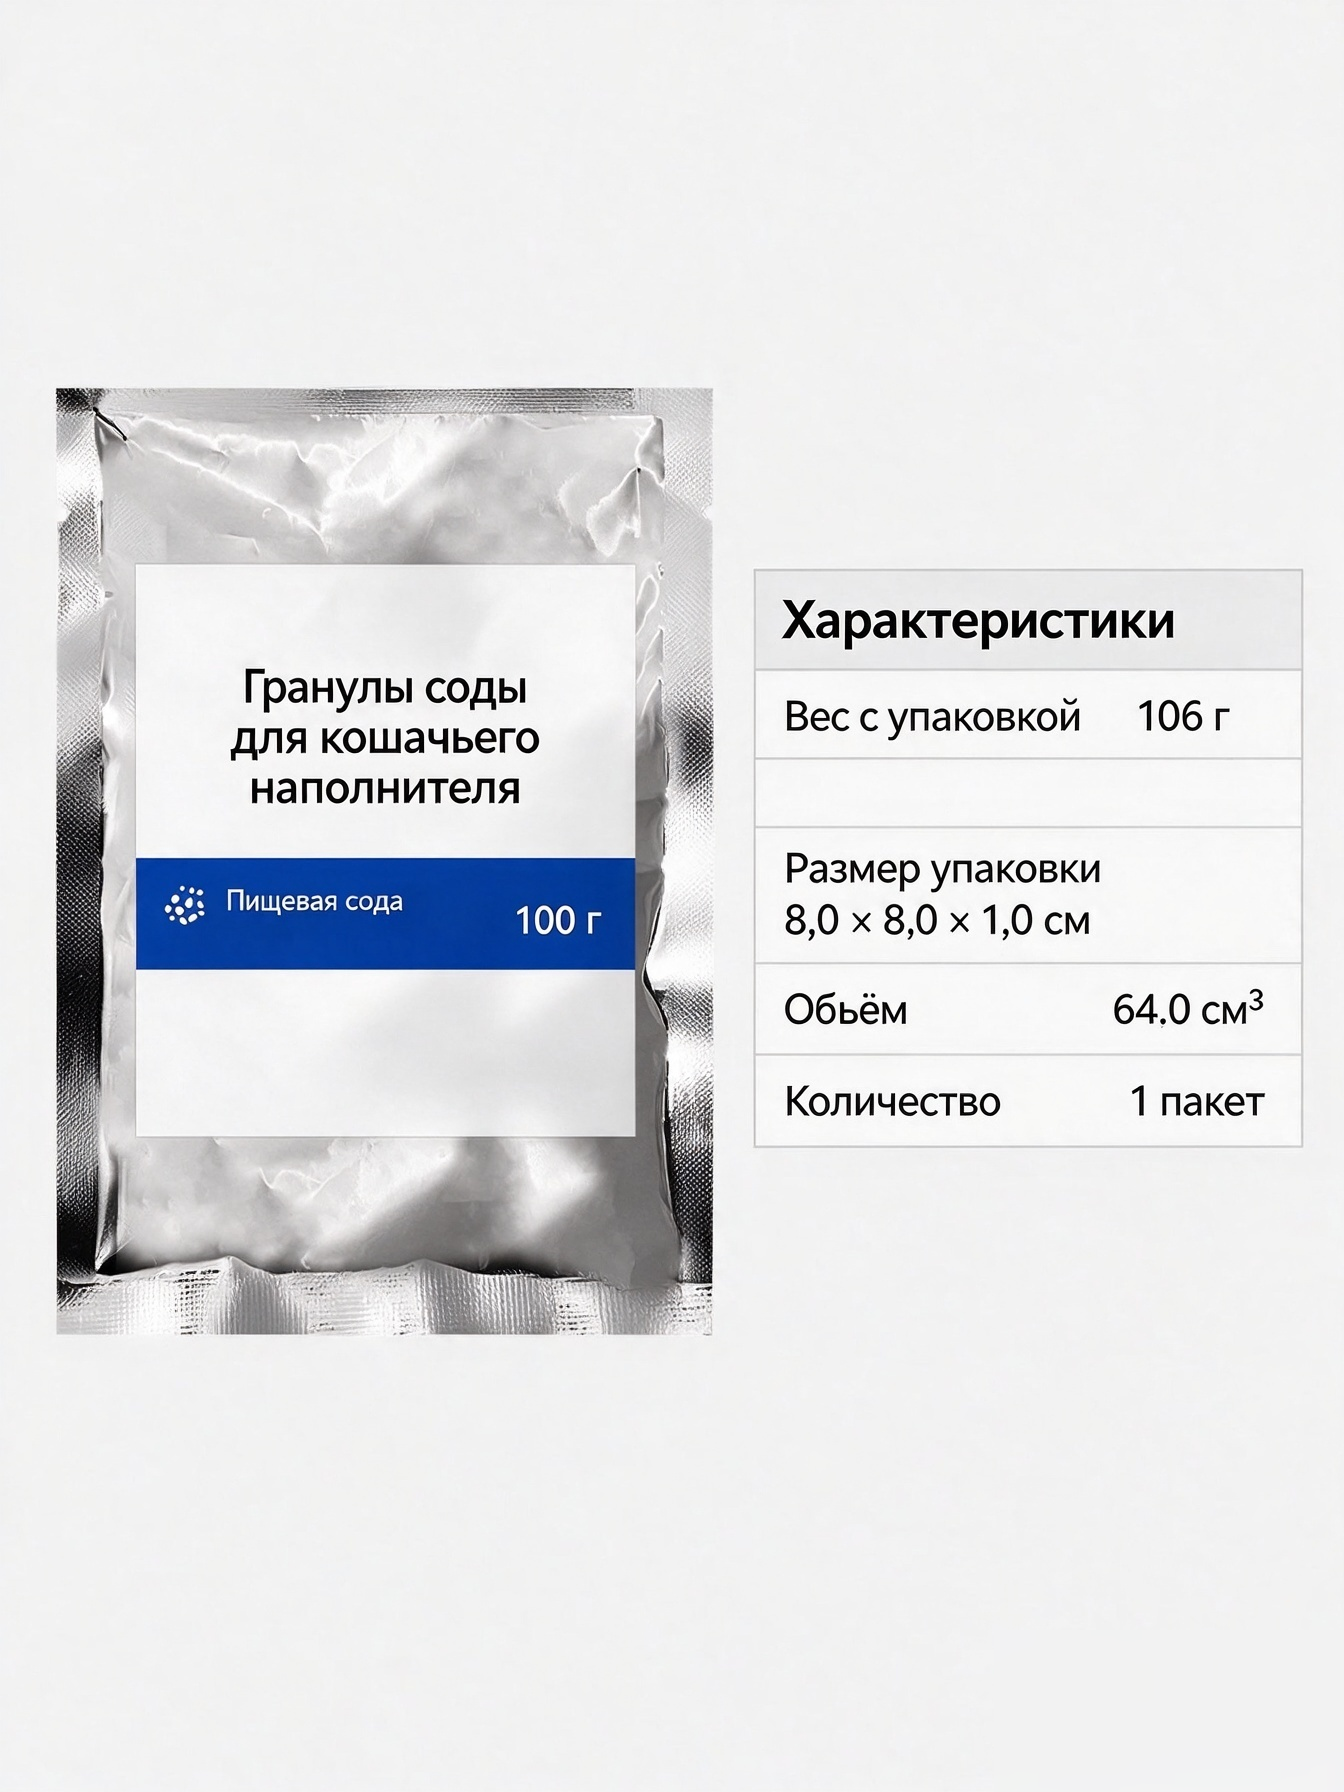 Гранулы соды
для кошачьего
наполнителя
Пищевая сода
100 г
Характеристики
Вес с упаковкой 106 г
Размер упаковки
8,0 × 8,0 × 1,0 см
Обьём 64.0 см³
Количество 1 пакет